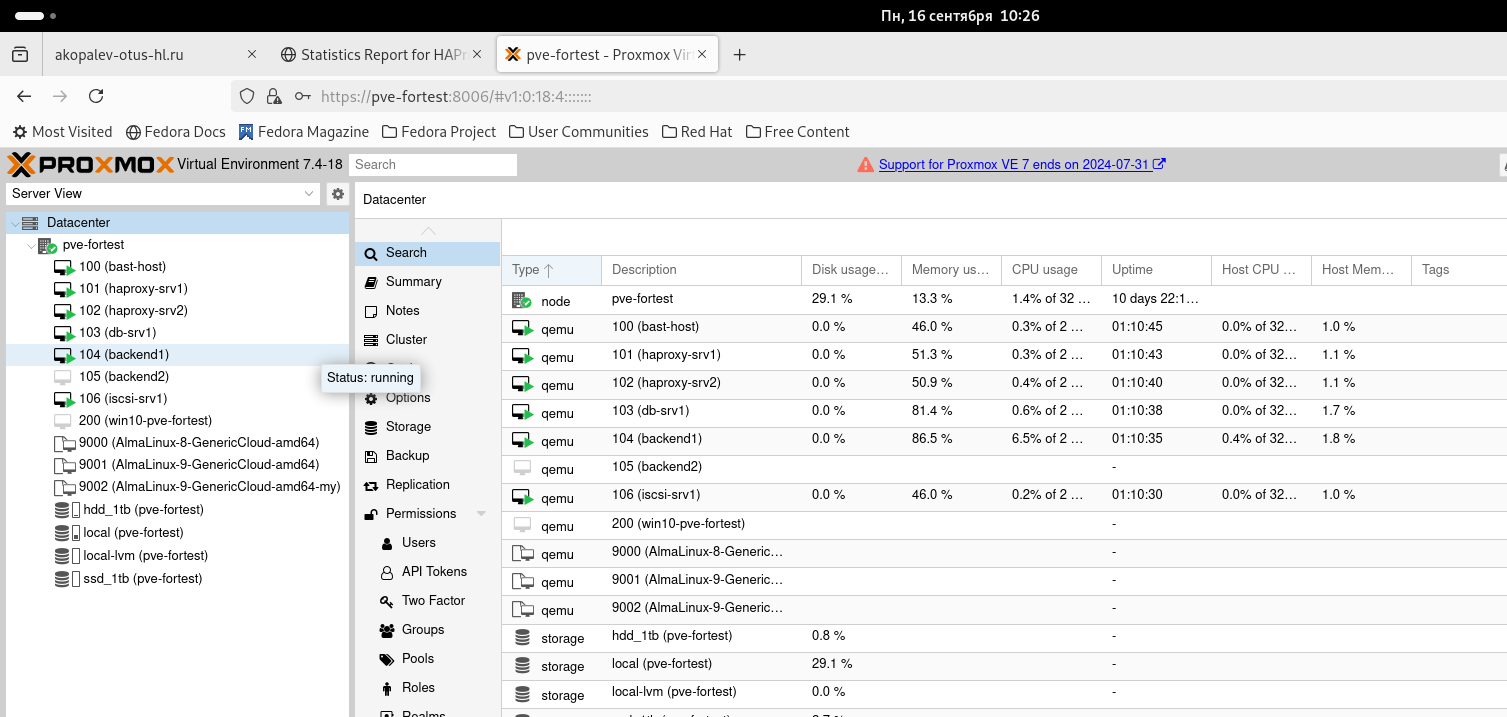 Пн, 16 сентября 10:26
akopalev-otus-hl.ru
Statistics Report for HAPr
pve-fortest - Proxmox Virt
https://pve-fortest:8006/#v1:0:18:4:::::::
Most Visited Fedora Docs Fedora Magazine Fedora Project User Communities Red Hat Free Content
PROXMOX Virtual Environment 7.4-18 Search Support for Proxmox VE 7 ends on 2024-07-31
Server View
Datacenter
pve-fortest
100 (bast-host)
101 (haproxy-srv1)
102 (haproxy-srv2)
103 (db-srv1)
104 (backend1)
105 (backend2)
106 (iscsi-srv1)
200 (win10-pve-fortest)
9000 (AlmaLinux-8-GenericCloud-amd64)
9001 (AlmaLinux-9-GenericCloud-amd64)
9002 (AlmaLinux-9-GenericCloud-amd64-my)
hdd_1tb (pve-fortest)
local (pve-fortest)
local-lvm (pve-fortest)
ssd_1tb (pve-fortest)
Status: running
Datacenter
Search
Summary
Notes
Cluster
Options
Storage
Backup
Replication
Permissions
Users
API Tokens
Two Factor
Groups
Pools
Roles
Realms
Type Description Disk usage... Memory us... CPU usage Uptime Host CPU ... Host Mem... Tags
node pve-fortest 29.1 % 13.3 % 1.4% of 32 ... 10 days 22:1...
qemu 100 (bast-host) 0.0 % 46.0 % 0.3% of 2 ... 01:10:45 0.0% of 32... 1.0 %
qemu 101 (haproxy-srv1) 0.0 % 51.3 % 0.3% of 2 ... 01:10:43 0.0% of 32... 1.1 %
qemu 102 (haproxy-srv2) 0.0 % 50.9 % 0.4% of 2 ... 01:10:40 0.0% of 32... 1.1 %
qemu 103 (db-srv1) 0.0 % 81.4 % 0.6% of 2 ... 01:10:38 0.0% of 32... 1.7 %
qemu 104 (backend1) 0.0 % 86.5 % 6.5% of 2 ... 01:10:35 0.4% of 32... 1.8 %
qemu 105 (backend2) -
qemu 106 (iscsi-srv1) 0.0 % 46.0 % 0.2% of 2 ... 01:10:30 0.0% of 32... 1.0 %
qemu 200 (win10-pve-fortest) -
qemu 9000 (AlmaLinux-8-Generic... -
qemu 9001 (AlmaLinux-9-Generic... -
qemu 9002 (AlmaLinux-9-Generic... -
storage hdd_1tb (pve-fortest) 0.8 % -
storage local (pve-fortest) 29.1 % -
storage local-lvm (pve-fortest) 0.0 % -